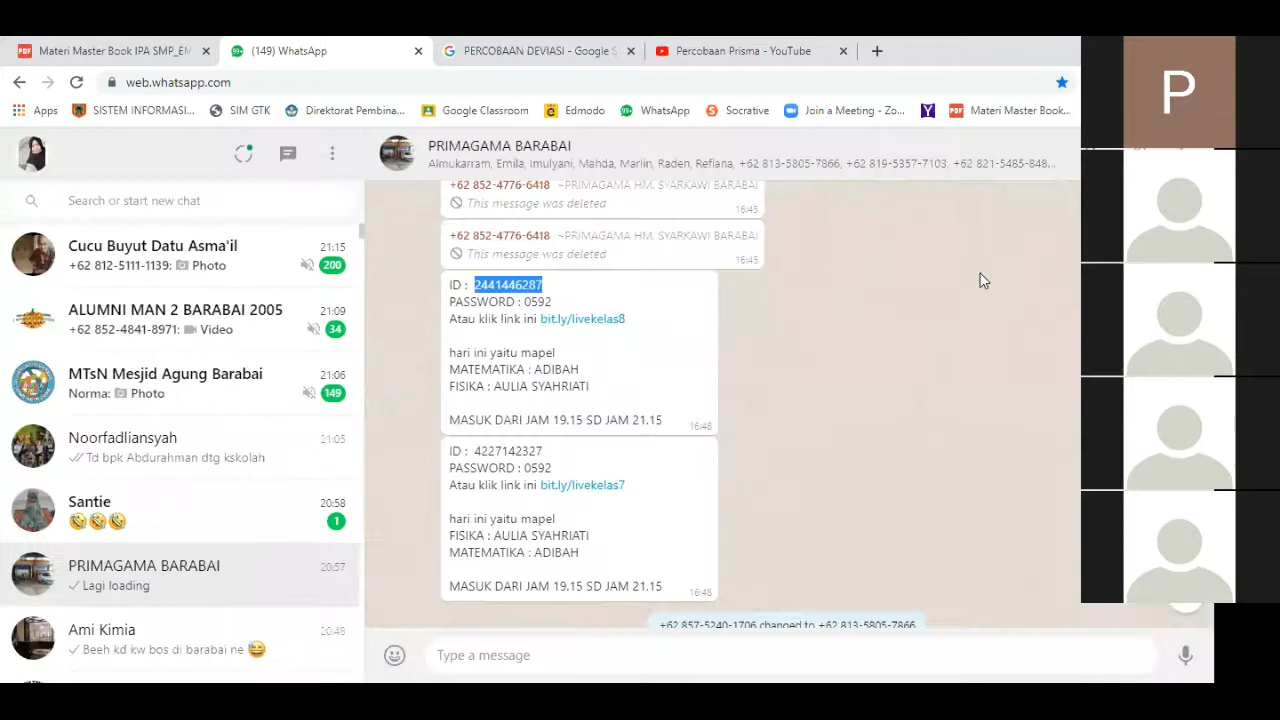 Materi Master Book IPA SMP_EM
(149) WhatsApp
PERCOBAAN DEVIASI - Google S
Percobaan Prisma - YouTube
web.whatsapp.com
Apps
SISTEM INFORMASI...
SIM GTK
Direktorat Pembina...
Google Classroom
Edmodo
WhatsApp
Socrative
Join a Meeting - Zo...
Materi Master Book...
PRIMAGAMA BARABAI
Almukarram, Emila, Imulyani, Mahda, Marlin, Raden, Refiana, +62 813-5805-7866, +62 819-5357-7103, +62 821-5485-848...
Search or start new chat
Cucu Buyut Datu Asma'il 21:15
+62 812-5111-1139: Photo 200
ALUMNI MAN 2 BARABAI 2005 21:09
+62 852-4841-8971: Video 34
MTsN Mesjid Agung Barabai 21:06
Norma: Photo 149
Noorfadliansyah 21:05
Td bpk Abdurahman dtg kskolah
Santie 20:58
🤣🤣🤣 1
PRIMAGAMA BARABAI 20:57
Lagi loading
Ami Kimia 20:48
Beeh kd kw bos di barabai ne 😅
+62 852-4776-6418 ~PRIMAGAMA HM. SYARKAWI BARABAI
This message was deleted 16:45
+62 852-4776-6418 ~PRIMAGAMA HM. SYARKAWI BARABAI
This message was deleted 16:45
ID : 2441446287
PASSWORD : 0592
Atau klik link ini bit.ly/livekelas8
hari ini yaitu mapel
MATEMATIKA : ADIBAH
FISIKA : AULIA SYAHRIATI
MASUK DARI JAM 19.15 SD JAM 21.15 16:48
ID : 4227142327
PASSWORD : 0592
Atau klik link ini bit.ly/livekelas7
hari ini yaitu mapel
FISIKA : AULIA SYAHRIATI
MATEMATIKA : ADIBAH
MASUK DARI JAM 19.15 SD JAM 21.15 16:48
+62 857-5240-1706 changed to +62 813-5805-7866
Type a message
P